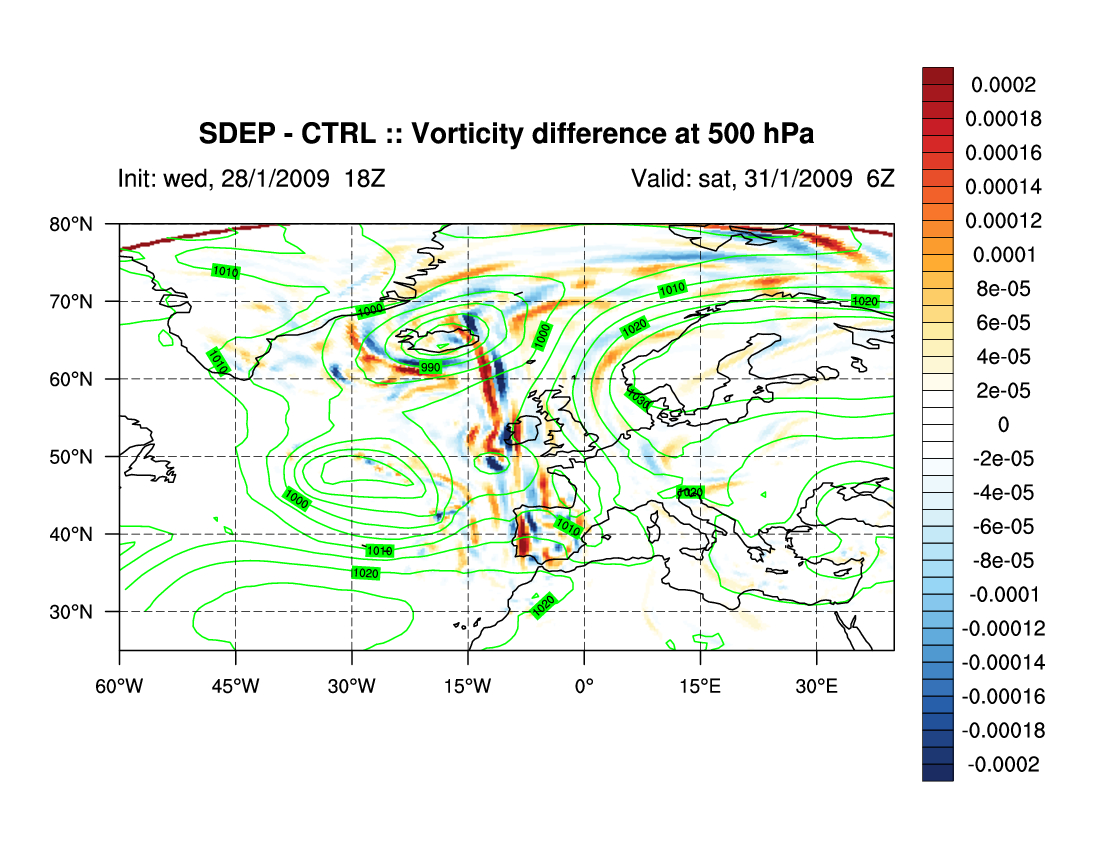 SDEP - CTRL :: Vorticity difference at 500 hPa
Init: wed, 28/1/2009 18Z
Valid: sat, 31/1/2009 6Z
80°N
70°N
60°N
50°N
40°N
30°N
60°W
45°W
30°W
15°W
0°
15°E
30°E
1010
1000
1010
990
1000
1010
1020
1020
1030
1000
1010
1020
1010
1020
1020
0.0002
0.00018
0.00016
0.00014
0.00012
0.0001
8e-05
6e-05
4e-05
2e-05
0
-2e-05
-4e-05
-6e-05
-8e-05
-0.0001
-0.00012
-0.00014
-0.00016
-0.00018
-0.0002